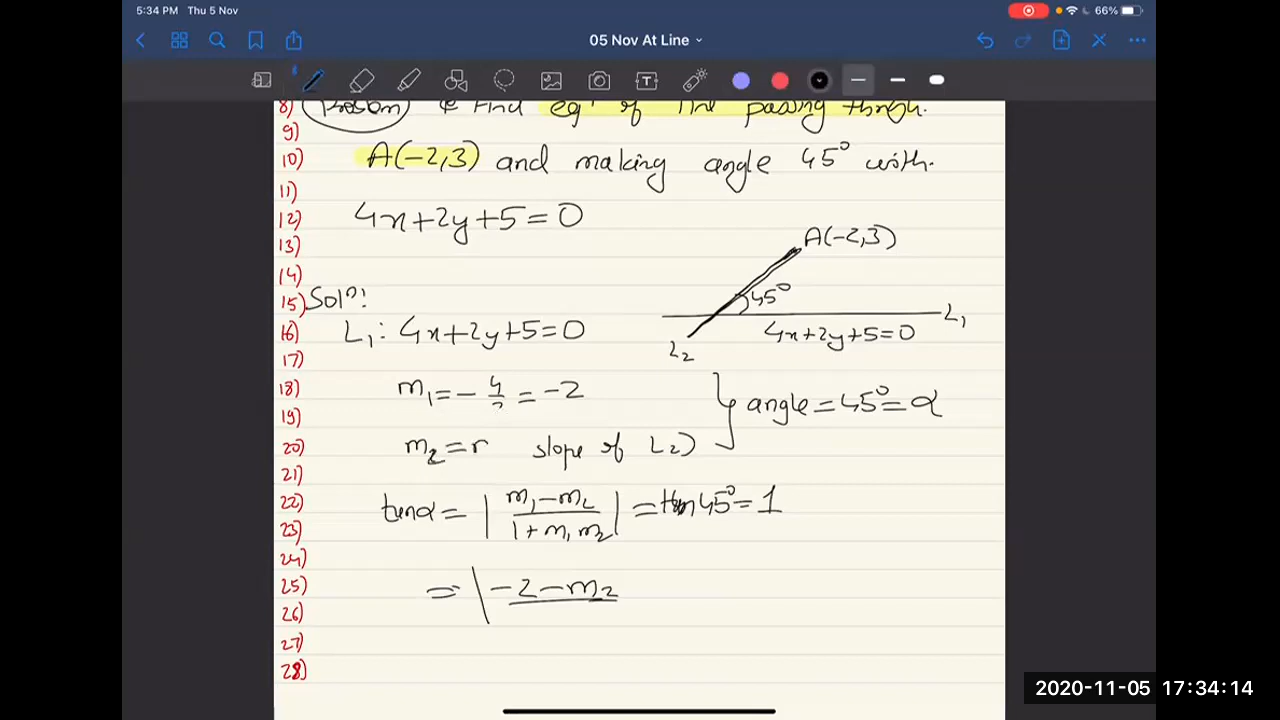 5:34 PM Thu 5 Nov
66%
05 Nov At Line
8) Problem Find eqn of line passing through
9)
10) A(-2,3) and making angle 45° with.
11)
12) 4x+2y+5=0
13) A(-2,3)
14)
15) Soln: 45°
16) L1: 4x+2y+5=0 L1
4x+2y+5=0
17) L2
18) m1=-4/2=-2 angle=45°=α
19)
20) m2= slope of L2)
21)
22) tanα=|m1-m2/1+m1m2|=tan45°=1
23)
24)
25) =|-2-m2
26)
27)
28)
2020-11-05 17:34:14